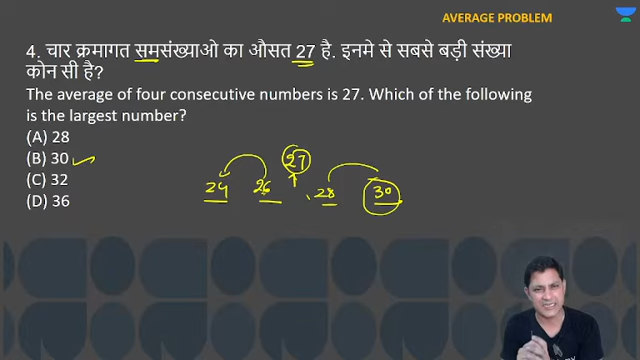 AVERAGE PROBLEM
4. चार क्रमागत समसंख्याओ का औसत 27 है. इनमे से सबसे बड़ी संख्या
कोन सी है?
The average of four consecutive numbers is 27. Which of the following
is the largest number?
(A) 28
(B) 30
(C) 32
(D) 36
27
24 26 28 30